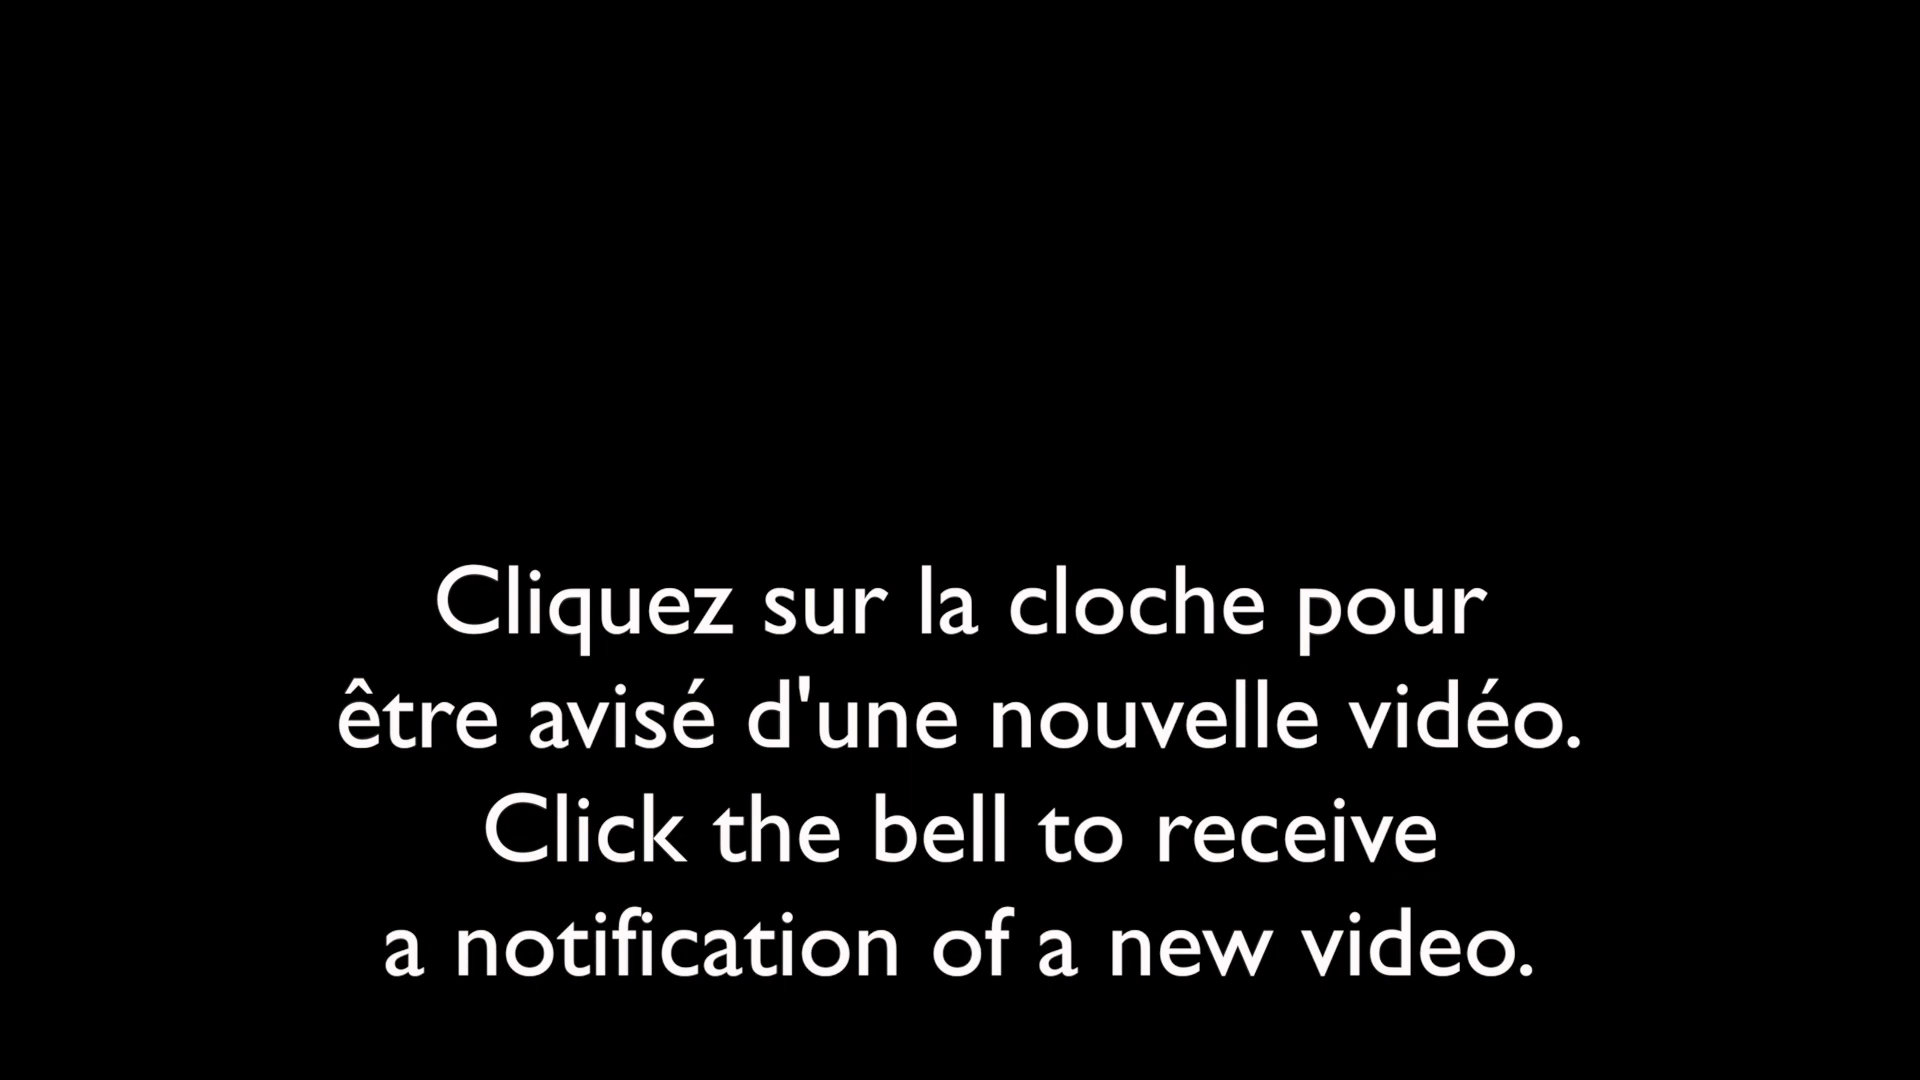 Cliquez sur la cloche pour
être avisé d'une nouvelle vidéo.
Click the bell to receive
a notification of a new video.